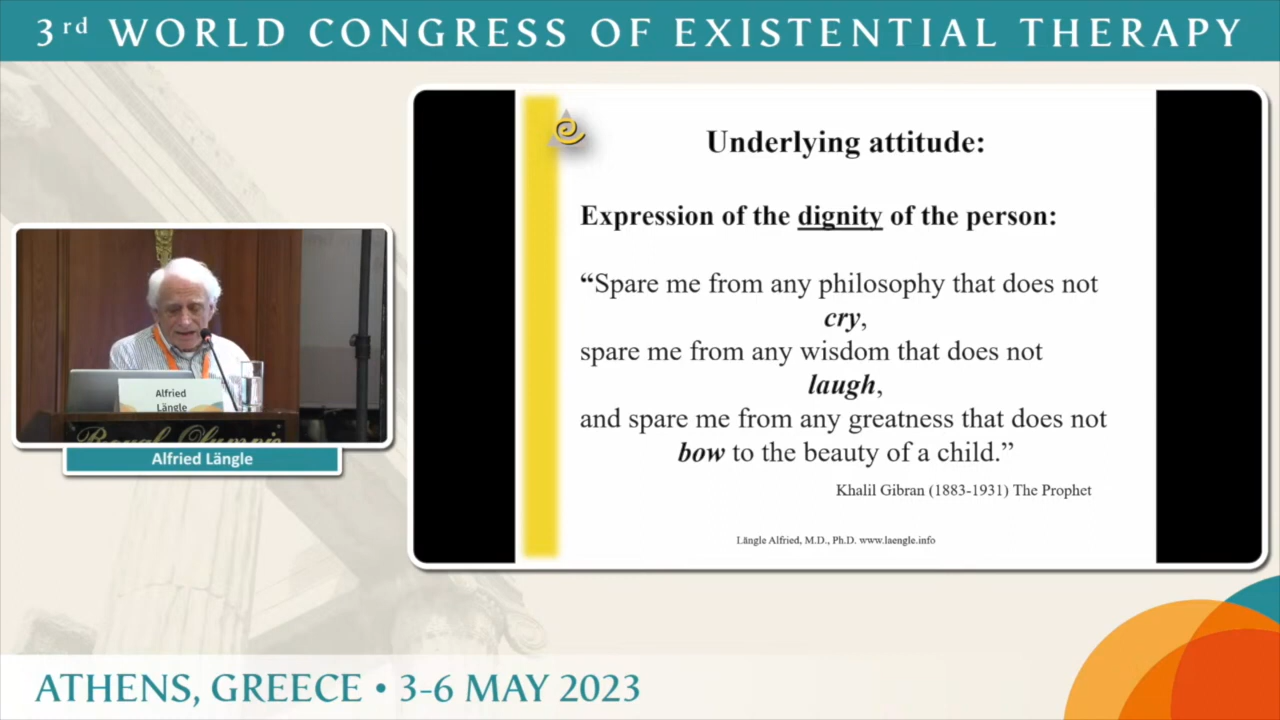 3rd WORLD CONGRESS OF EXISTENTIAL THERAPY
Underlying attitude:
Expression of the dignity of the person:
“Spare me from any philosophy that does not
cry,
spare me from any wisdom that does not
laugh,
and spare me from any greatness that does not
bow to the beauty of a child.”
Khalil Gibran (1883-1931) The Prophet
Längle Alfried, M.D., Ph.D. www.laengle.info
Alfried
Längle
Royal Olympic
Alfried Längle
ATHENS, GREECE • 3-6 MAY 2023